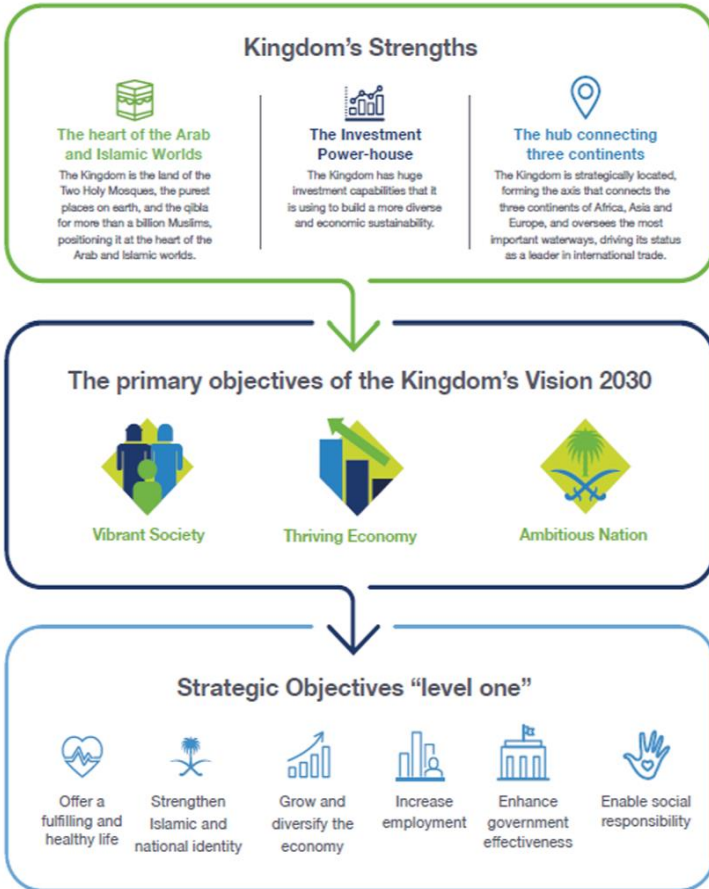 Kingdom's Strengths
The heart of the Arab
and Islamic Worlds
The Kingdom is the land of the
Two Holy Mosques, the purest
places on earth, and the qibla
for more than a billion Muslims,
positioning it at the heart of the
Arab and Islamic worlds.
The Investment
Power-house
The Kingdom has huge
investment capabilities that it
is using to build a more diverse
and economic sustainability.
The hub connecting
three continents
The Kingdom is strategically located,
forming the axis that connects the
three continents of Africa, Asia and
Europe, and oversees the most
important waterways, driving its status
as a leader in international trade.
The primary objectives of the Kingdom's Vision 2030
Vibrant Society
Thriving Economy
Ambitious Nation
Strategic Objectives “level one”
Offer a
fulfilling and
healthy life
Strengthen
Islamic and
national identity
Grow and
diversify the
economy
Increase
employment
Enhance
government
effectiveness
Enable social
responsibility